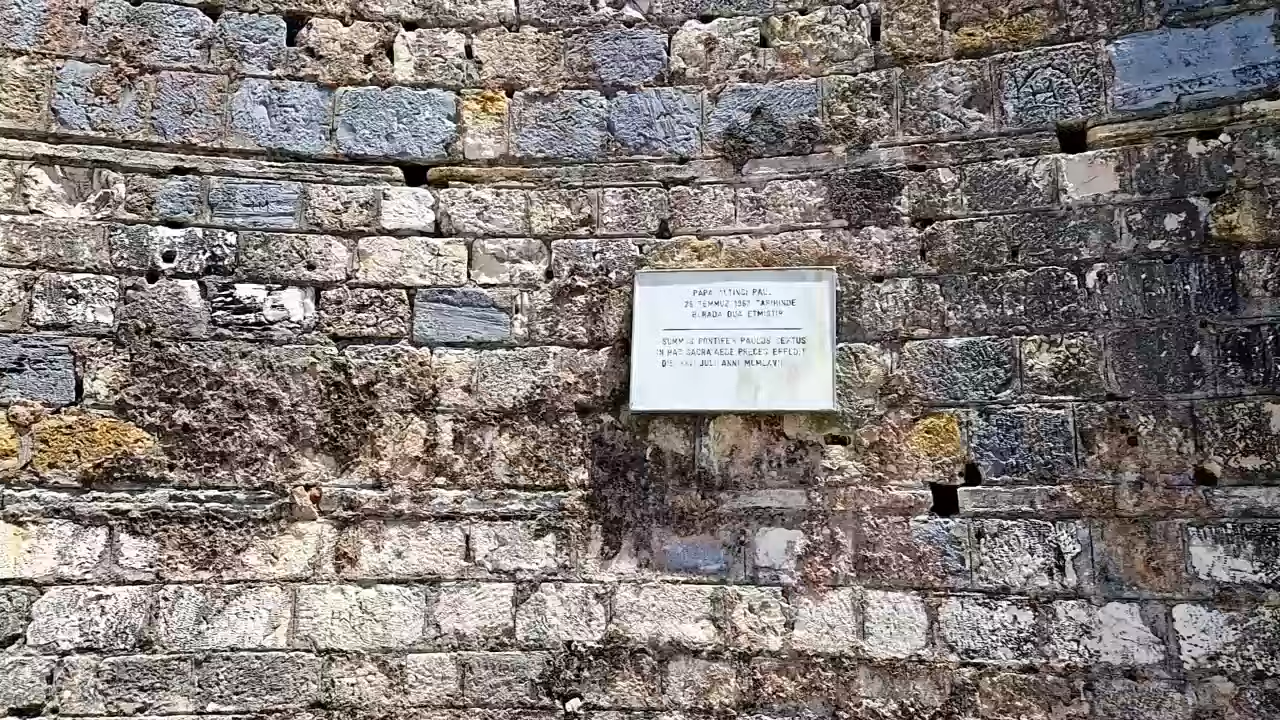 PAPA ALTINCI PAUL
26 TEMMUZ 1967 TARİHİNDE
BURADA DUA ETMİŞTİR
SUMMUS PONTIFEX PAULUS SEXTUS
IN HAC SACRA AEDE PRECES EFFUDIT
DIE XXVI JULII ANNI MCMLXVII